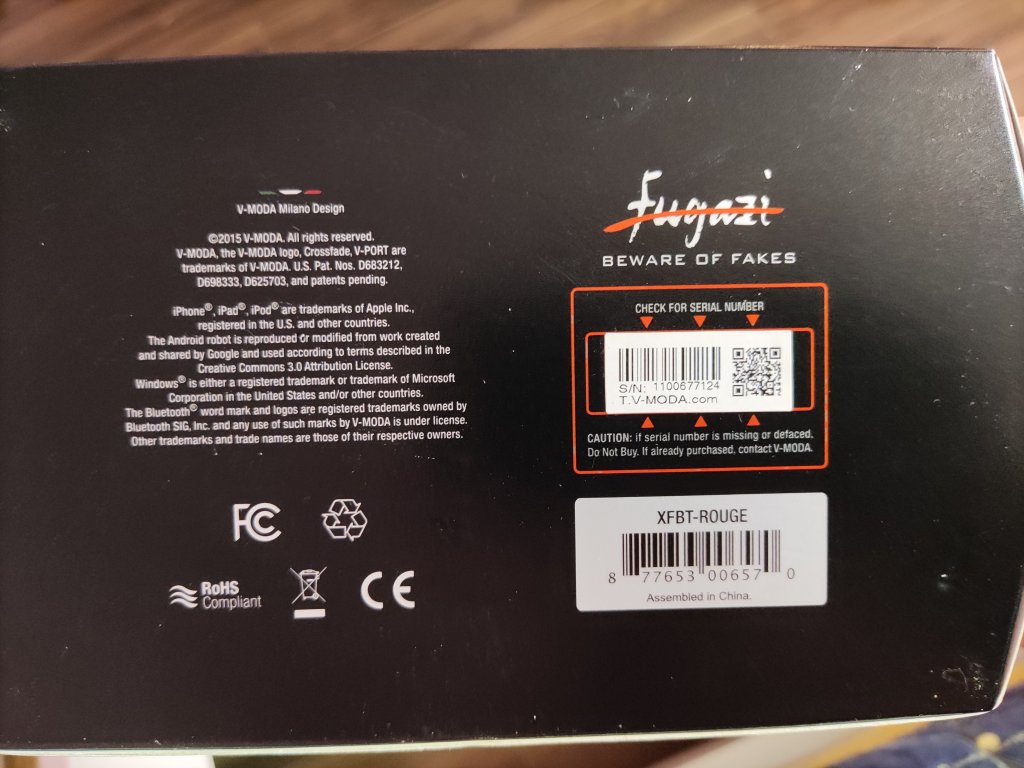 V-MODA Milano Design
©2015 V-MODA. All rights reserved.
V-MODA, the V-MODA logo, Crossfade, V-PORT are
trademarks of V-MODA. U.S. Pat. Nos. D683212,
D698333, D625703, and patents pending.
iPhone®, iPad®, iPod® are trademarks of Apple Inc.,
registered in the U.S. and other countries.
The Android robot is reproduced or modified from work created
and shared by Google and used according to terms described in the
Creative Commons 3.0 Attribution License.
Windows® is either a registered trademark or trademark of Microsoft
Corporation in the United States and/or other countries.
The Bluetooth® word mark and logos are registered trademarks owned by
Bluetooth SIG, Inc. and any use of such marks by V-MODA is under license.
Other trademarks and trade names are those of their respective owners.
FC
RoHS
Compliant
CE
Fugazi
BEWARE OF FAKES
CHECK FOR SERIAL NUMBER
S/N: 1100677124
T.V-MODA.com
CAUTION: if serial number is missing or defaced.
Do Not Buy. If already purchased, contact V-MODA.
XFBT-ROUGE
8 77653 00657 0
Assembled in China.